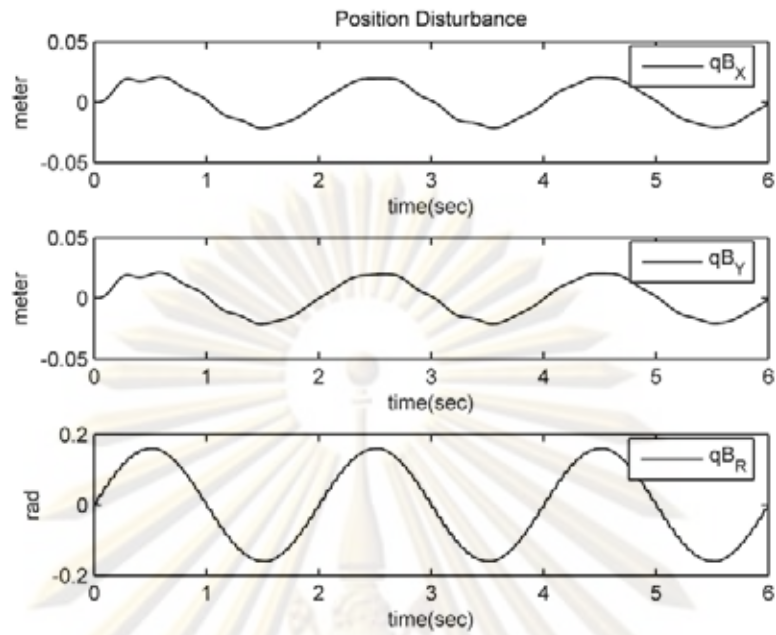 Position Disturbance
0.05
0
-0.05
meter
qB_X
0 1 2 3 4 5 6
time(sec)
0.05
0
-0.05
meter
qB_Y
0 1 2 3 4 5 6
time(sec)
0.2
0
-0.2
rad
qB_R
0 1 2 3 4 5 6
time(sec)